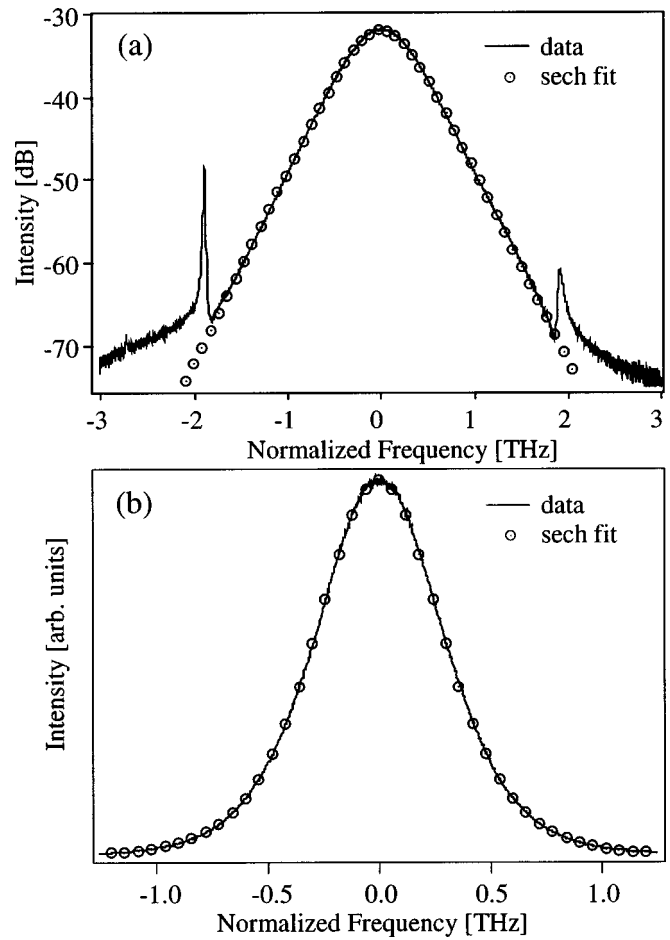 (a)
data
sech fit
Intensity [dB]
-30
-40
-50
-60
-70
-3
-2
-1
0
1
2
3
Normalized Frequency [THz]
(b)
data
sech fit
Intensity [arb. units]
-1.0
-0.5
0.0
0.5
1.0
Normalized Frequency [THz]